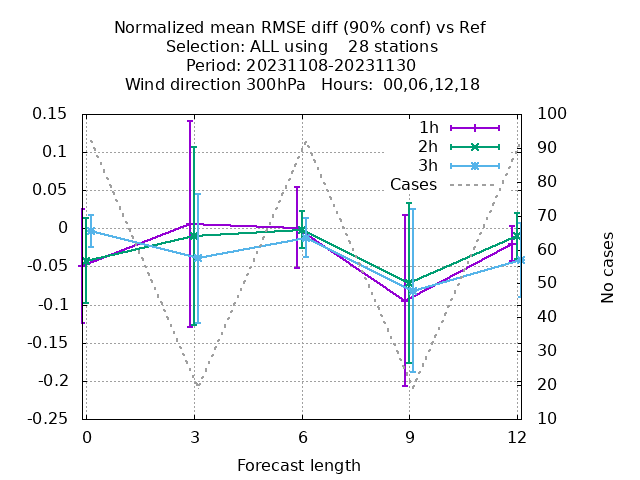 Normalized mean RMSE diff (90% conf) vs Ref
Selection: ALL using    28 stations
Period: 20231108-20231130
Wind direction 300hPa   Hours:  00,06,12,18
0.15
0.1
0.05
0
-0.05
-0.1
-0.15
-0.2
-0.25
1h
2h
3h
Cases
100
90
80
70
60
50
40
30
20
10
No cases
0
3
6
9
12
Forecast length